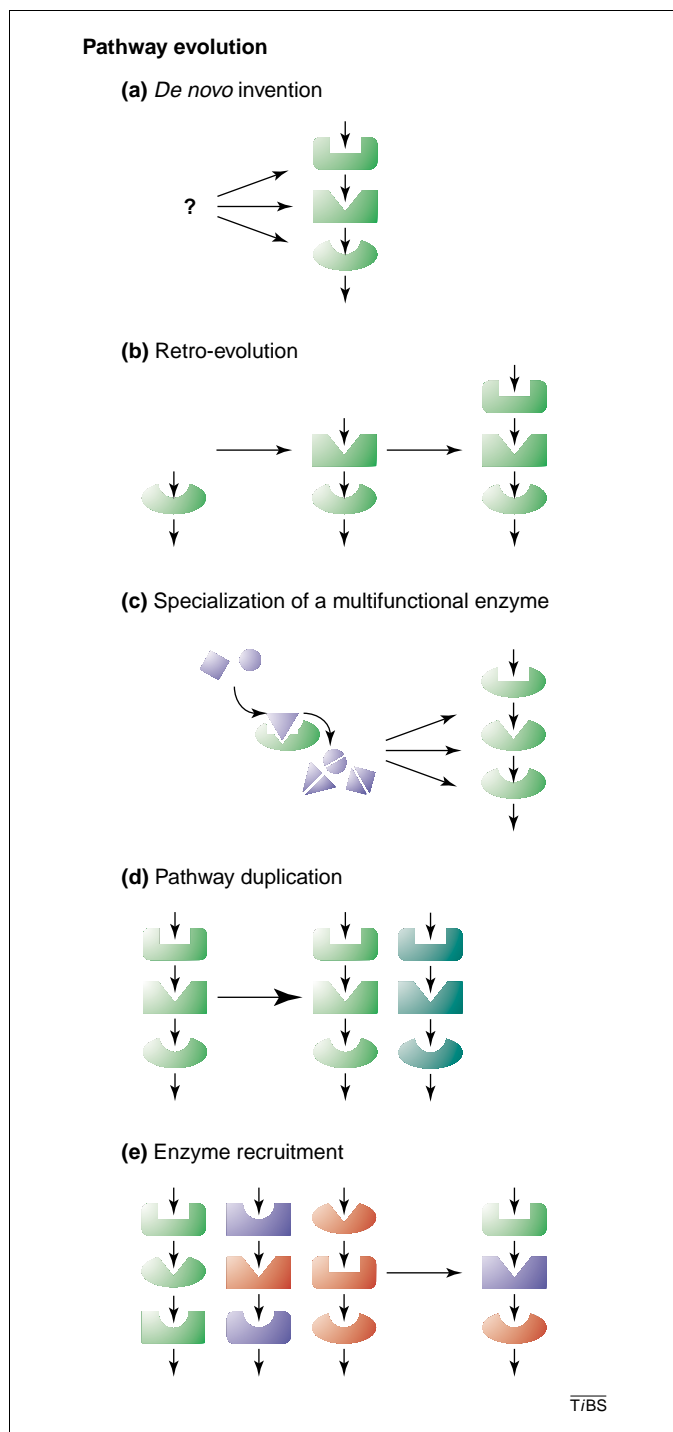 Pathway evolution
(a) De novo invention
?
(b) Retro-evolution
(c) Specialization of a multifunctional enzyme
(d) Pathway duplication
(e) Enzyme recruitment
TiBS